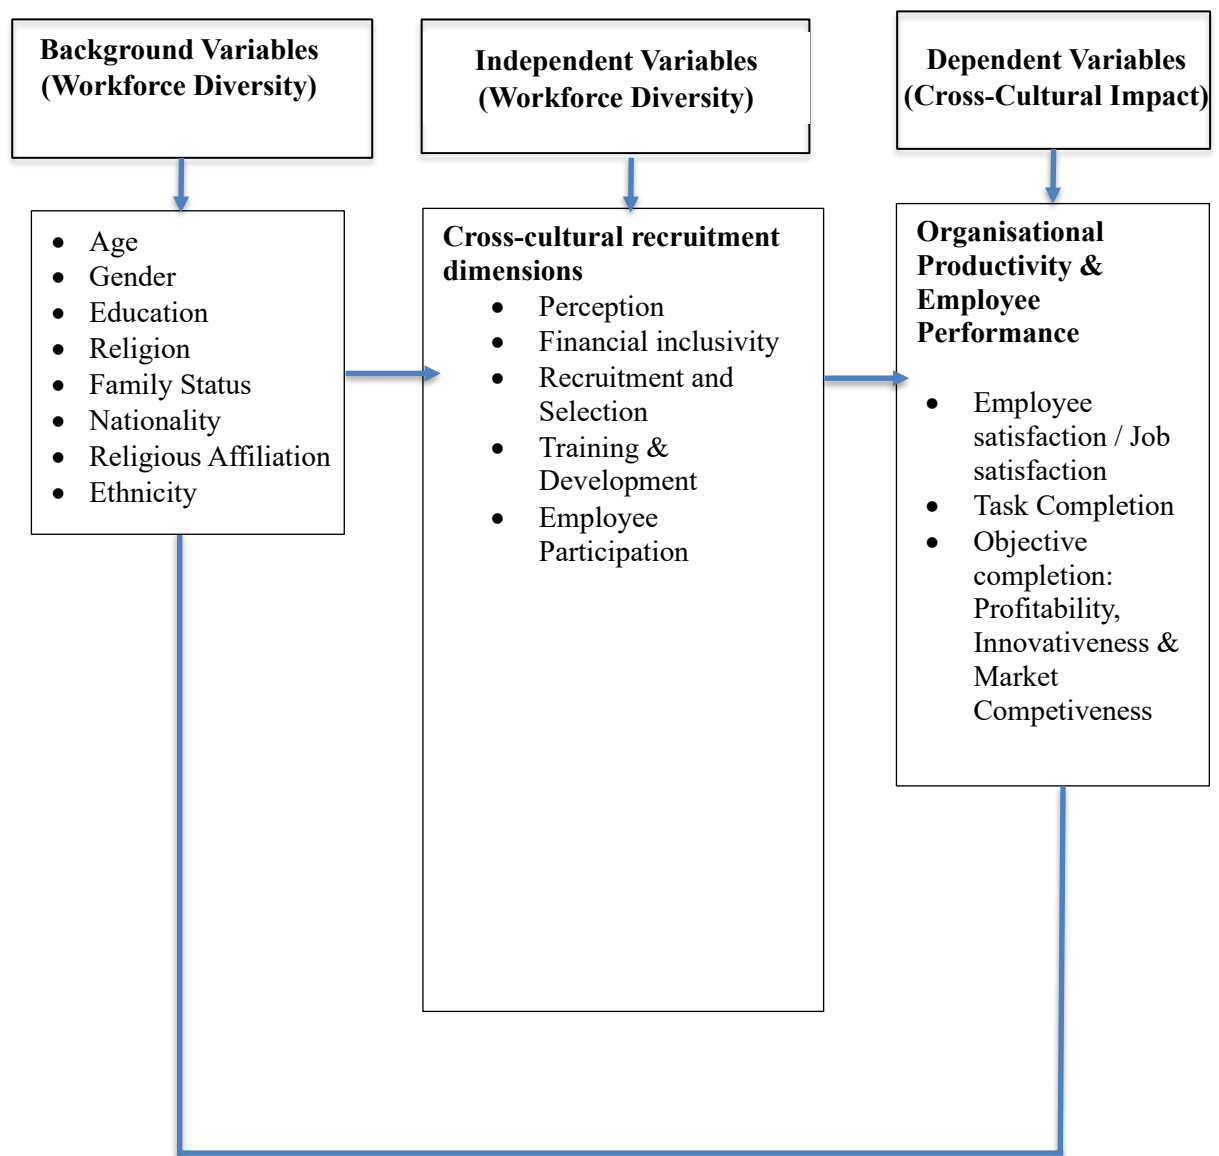 Background Variables
(Workforce Diversity)
Independent Variables
(Workforce Diversity)
Dependent Variables
(Cross-Cultural Impact)
• Age
• Gender
• Education
• Religion
• Family Status
• Nationality
• Religious Affiliation
• Ethnicity
Cross-cultural recruitment
dimensions
• Perception
• Financial inclusivity
• Recruitment and
Selection
• Training &
Development
• Employee
Participation
Organisational
Productivity &
Employee
Performance
• Employee
satisfaction / Job
satisfaction
• Task Completion
• Objective
completion:
Profitability,
Innovativeness &
Market
Competiveness